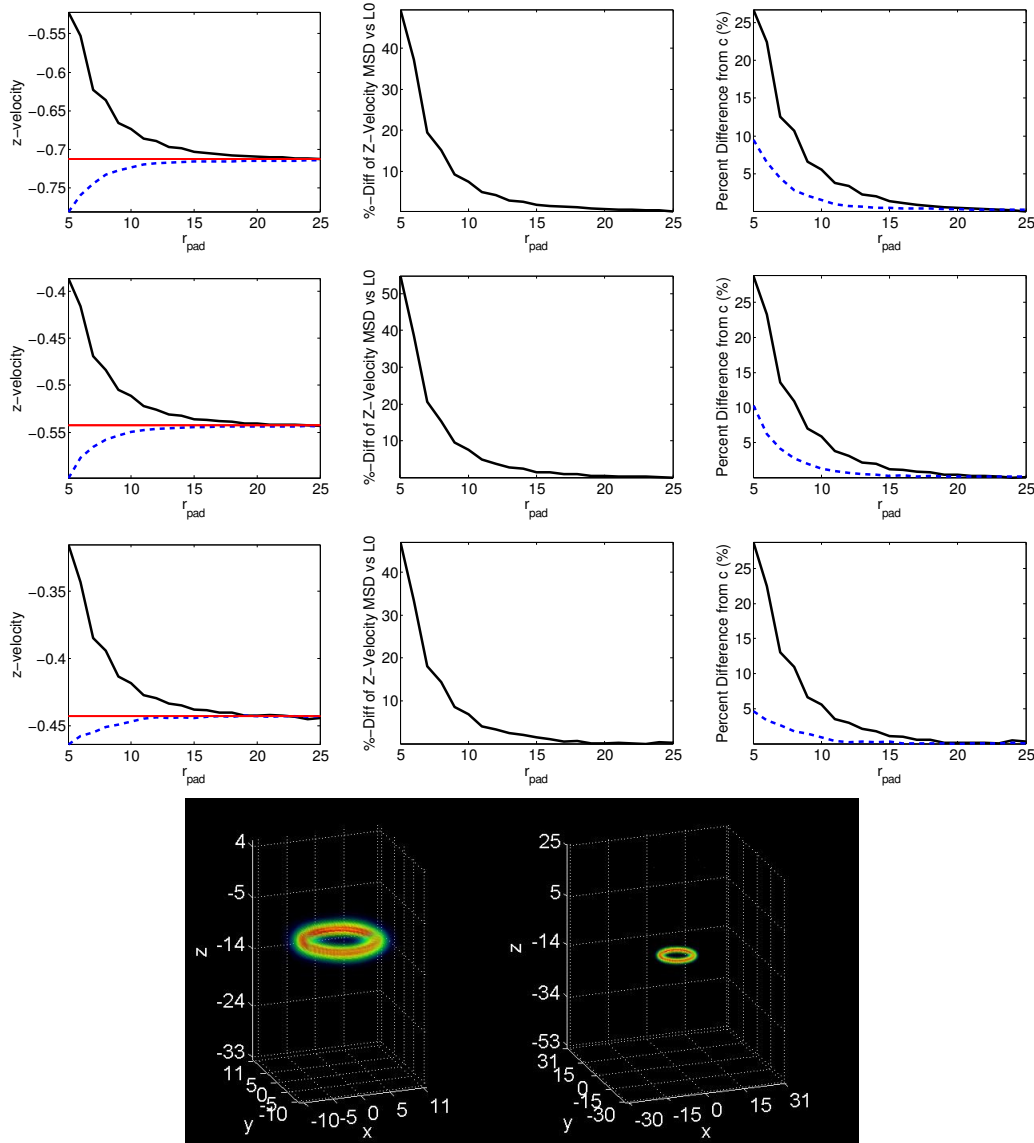 −0.55
−0.6
−0.65
−0.7
−0.75
z−velocity
5 10 15 20 25
r_pad
40
30
20
10
%−Diff of Z−Velocity MSD vs L0
5 10 15 20 25
r_pad
25
20
15
10
5
Percent Difference from c (%)
5 10 15 20 25
r_pad
−0.4
−0.45
−0.5
−0.55
z−velocity
5 10 15 20 25
r_pad
50
40
30
20
10
%−Diff of Z−Velocity MSD vs L0
5 10 15 20 25
r_pad
25
20
15
10
5
Percent Difference from c (%)
5 10 15 20 25
r_pad
−0.35
−0.4
−0.45
z−velocity
5 10 15 20 25
r_pad
40
30
20
10
%−Diff of Z−Velocity MSD vs L0
5 10 15 20 25
r_pad
25
20
15
10
5
Percent Difference from c (%)
5 10 15 20 25
r_pad
4
-5
-14
-24
-33
z
11
5
0
-5
-10
y
-10 -5 0 5 11
x
25
5
-14
-34
-53
z
31
15
0
-15
-30
y
-30 -15 0 15 31
x